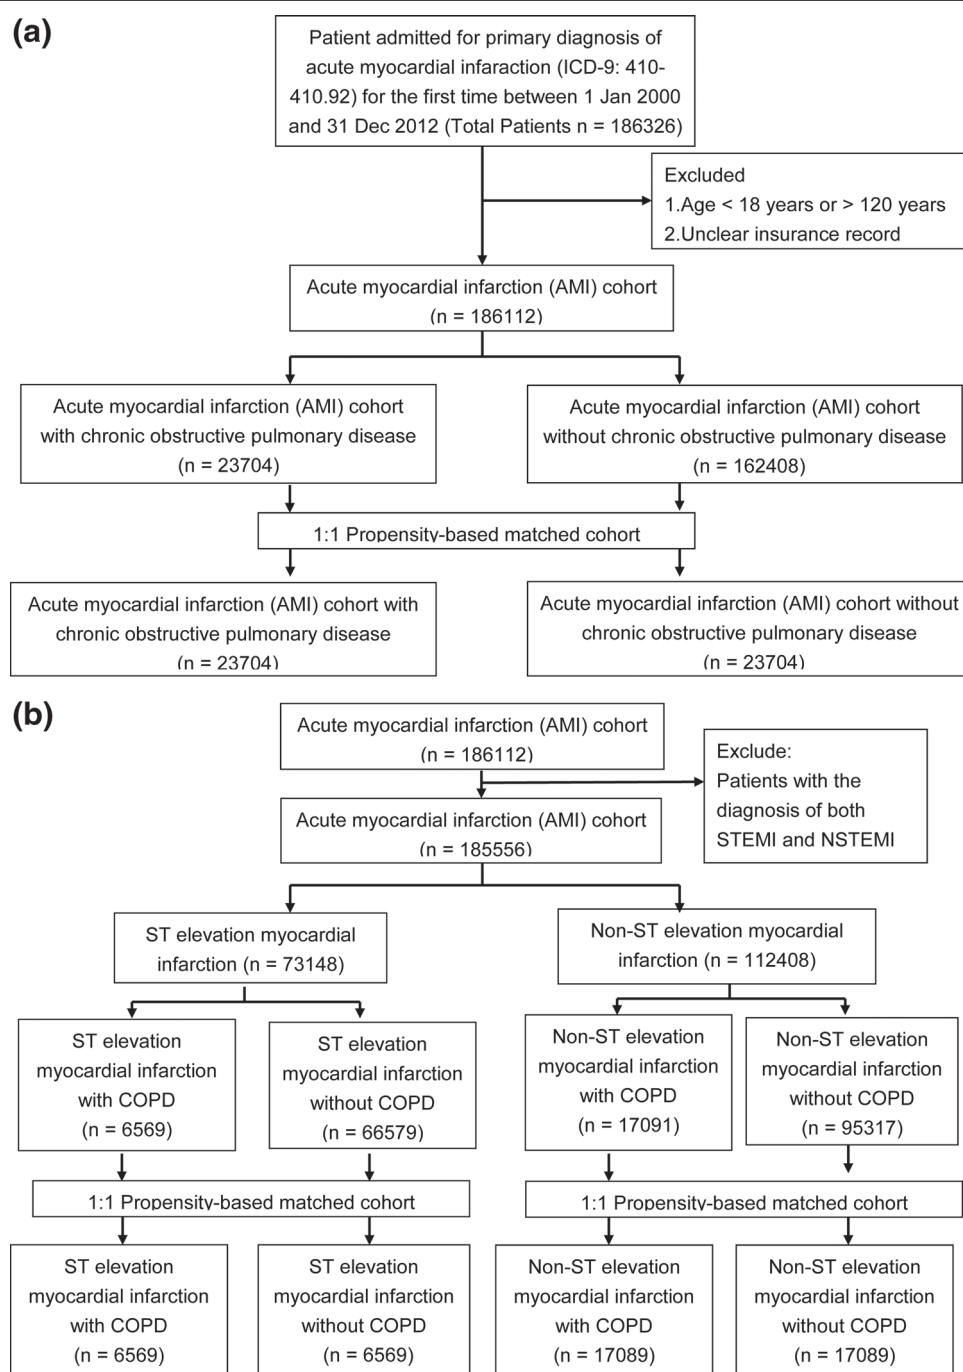 (a)
Patient admitted for primary diagnosis of
acute myocardial infaraction (ICD-9: 410-
410.92) for the first time between 1 Jan 2000
and 31 Dec 2012 (Total Patients n = 186326)
Excluded
1.Age < 18 years or > 120 years
2.Unclear insurance record
Acute myocardial infarction (AMI) cohort
(n = 186112)
Acute myocardial infarction (AMI) cohort
with chronic obstructive pulmonary disease
(n = 23704)
Acute myocardial infarction (AMI) cohort
without chronic obstructive pulmonary disease
(n = 162408)
1:1 Propensity-based matched cohort
Acute myocardial infarction (AMI) cohort with
chronic obstructive pulmonary disease
(n = 23704)
Acute myocardial infarction (AMI) cohort without
chronic obstructive pulmonary disease
(n = 23704)
(b)
Acute myocardial infarction (AMI) cohort
(n = 186112)
Exclude:
Patients with the
diagnosis of both
STEMI and NSTEMI
Acute myocardial infarction (AMI) cohort
(n = 185556)
ST elevation myocardial
infarction (n = 73148)
Non-ST elevation myocardial
infarction (n = 112408)
ST elevation
myocardial infarction
with COPD
(n = 6569)
ST elevation
myocardial infarction
without COPD
(n = 66579)
Non-ST elevation
myocardial infarction
with COPD
(n = 17091)
Non-ST elevation
myocardial infarction
without COPD
(n = 95317)
1:1 Propensity-based matched cohort
1:1 Propensity-based matched cohort
ST elevation
myocardial infarction
with COPD
(n = 6569)
ST elevation
myocardial infarction
without COPD
(n = 6569)
Non-ST elevation
myocardial infarction
with COPD
(n = 17089)
Non-ST elevation
myocardial infarction
without COPD
(n = 17089)